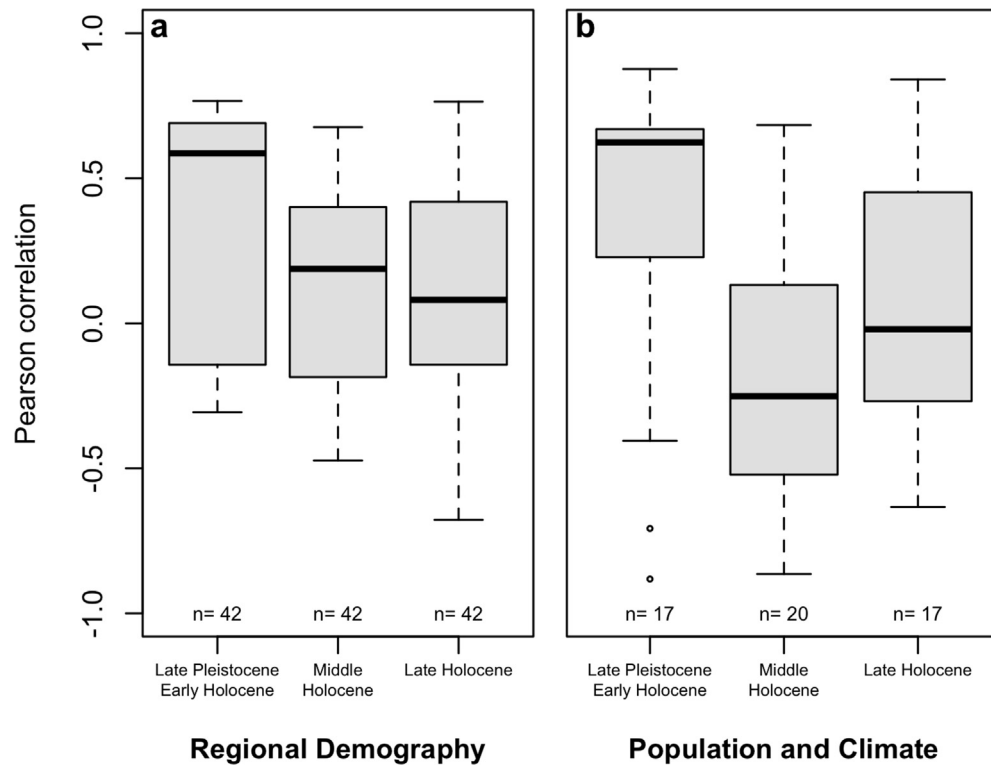 a
b
Pearson correlation
1.0
0.5
0.0
-0.5
-1.0
n= 42
n= 42
n= 42
n= 17
n= 20
n= 17
Late Pleistocene
Early Holocene
Middle
Holocene
Late Holocene
Late Pleistocene
Early Holocene
Middle
Holocene
Late Holocene
Regional Demography
Population and Climate